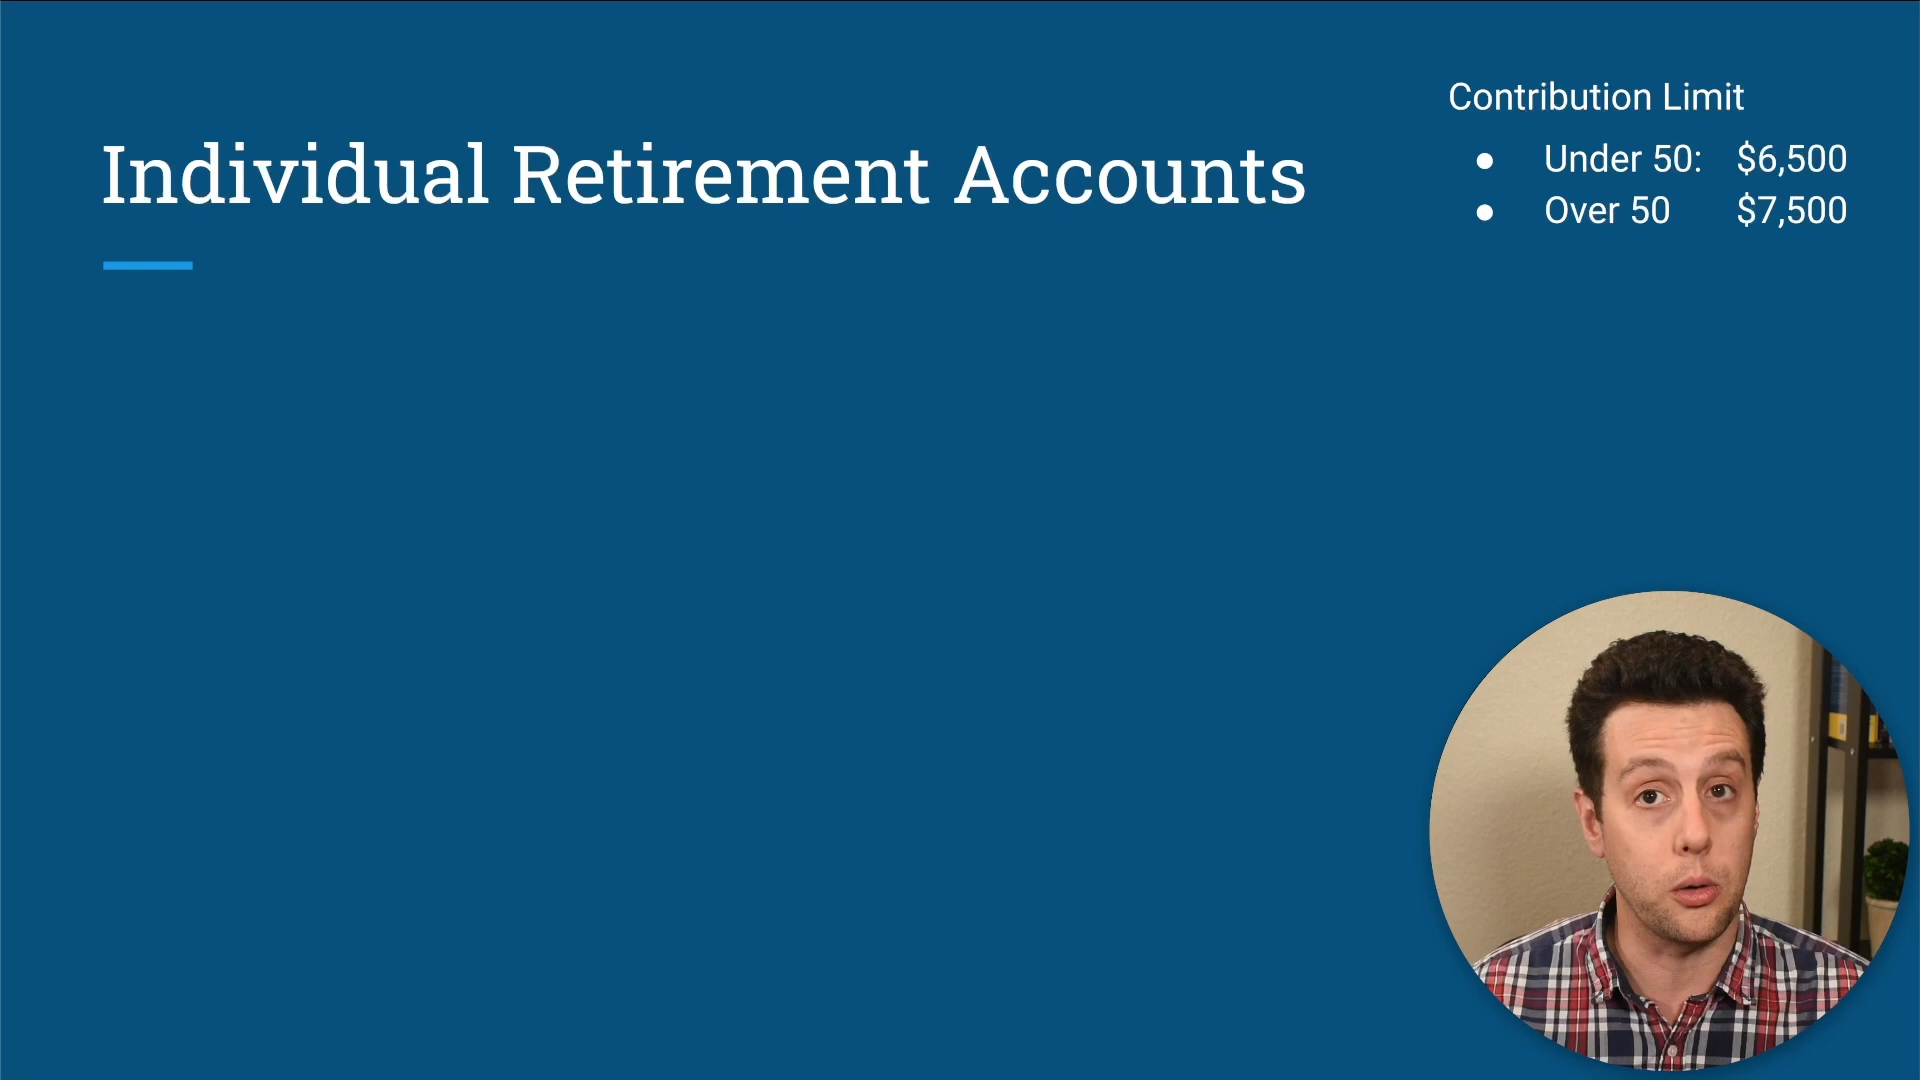 Individual Retirement Accounts
Contribution Limit
● Under 50: $6,500
● Over 50 $7,500